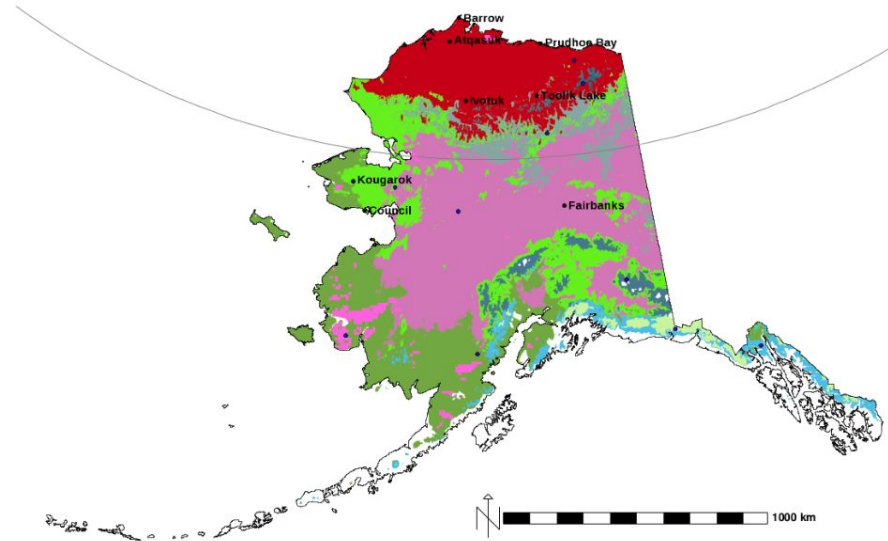 Barrow
Atqasuk
Prudhoe Bay
Ivotuk
Toolik Lake
Kougarok
Council
Fairbanks
N
1000 km